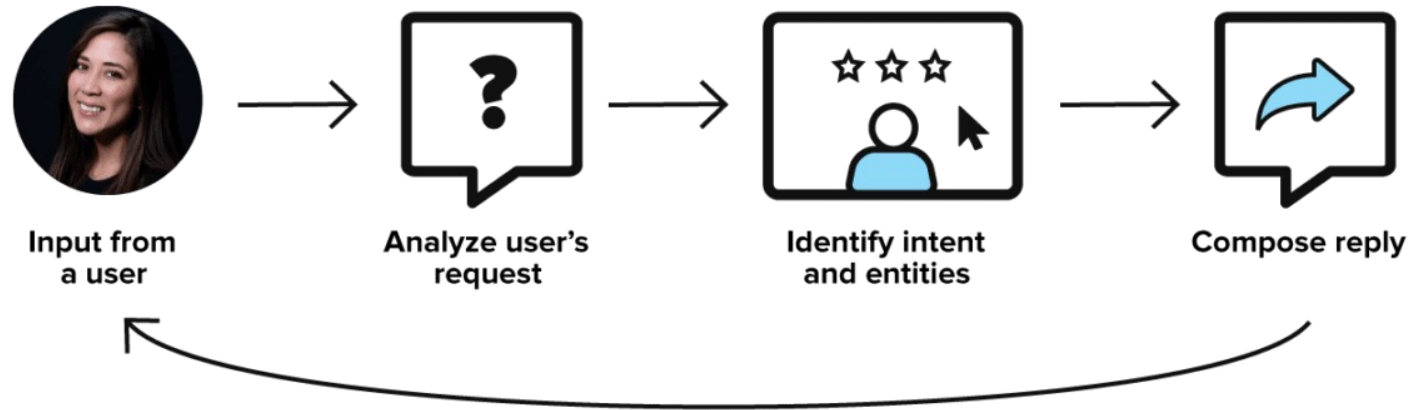 Input from
a user
Analyze user’s
request
Identify intent
and entities
Compose reply